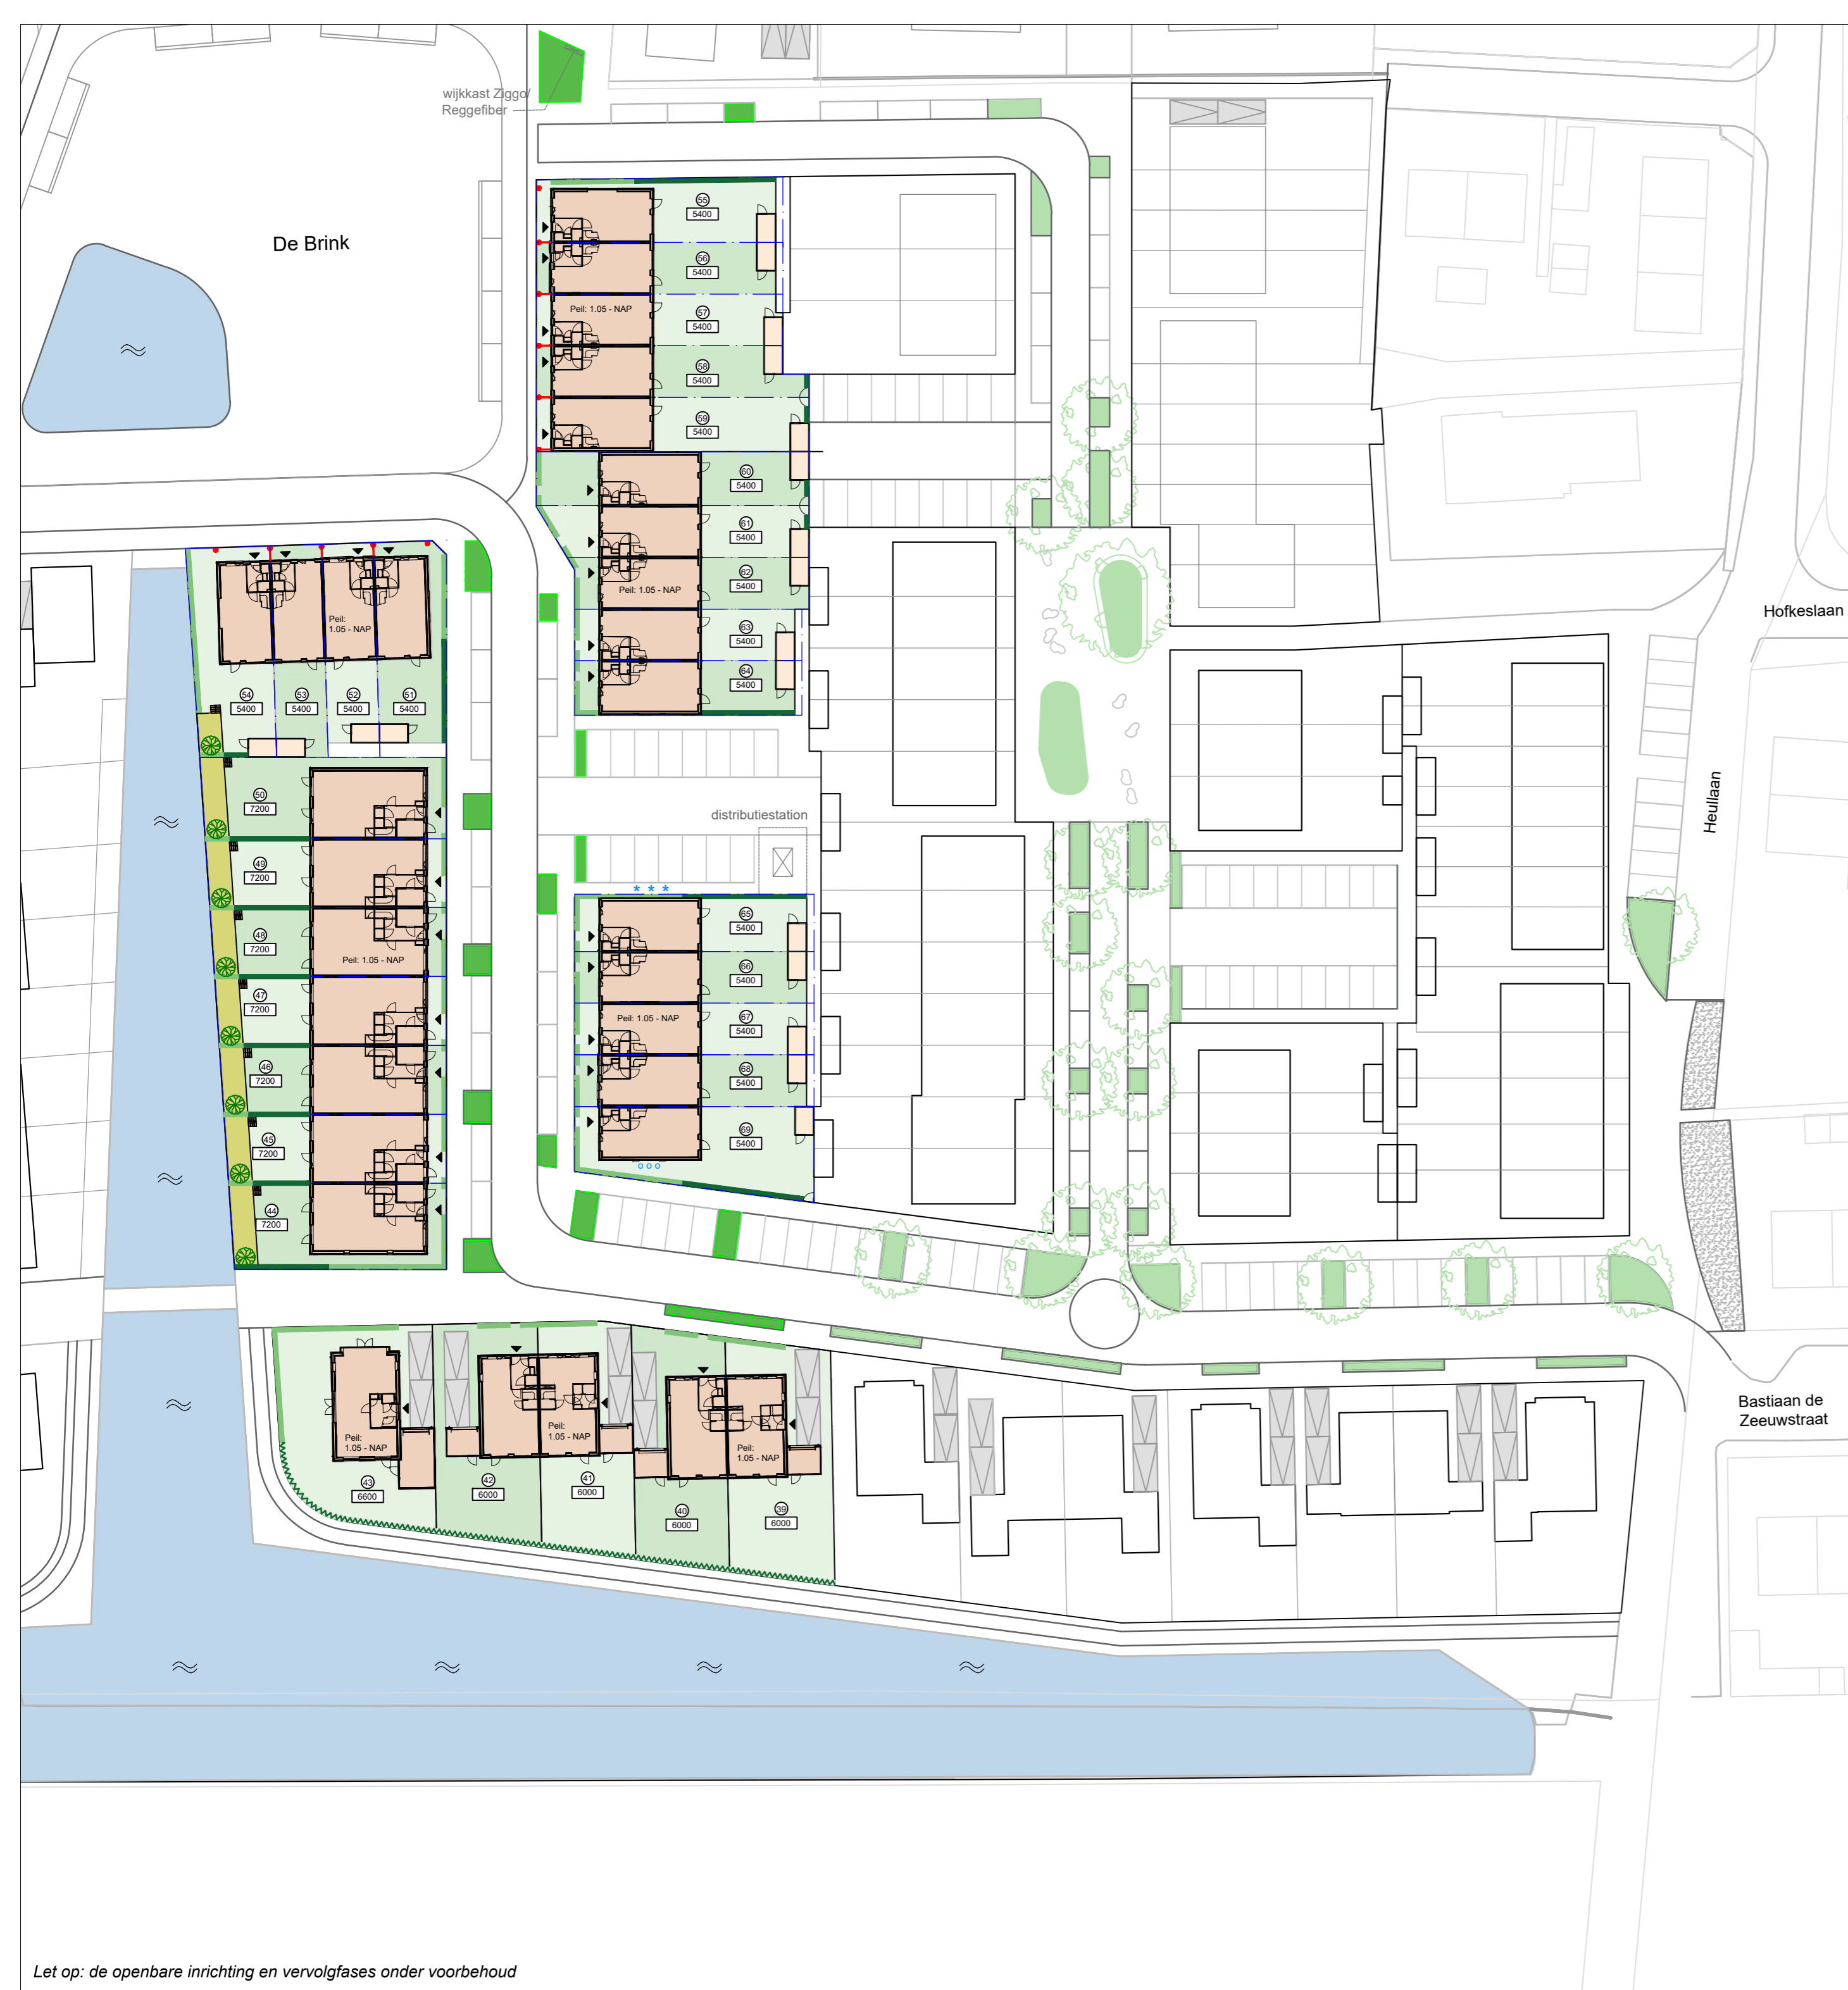 wijkkast Ziggo/
Reggefiber
De Brink
55
5400
56
5400
57
5400
Peil: 1.05 - NAP
58
5400
59
5400
60
5400
61
5400
62
5400
Peil: 1.05 - NAP
63
5400
64
5400
Hofkeslaan
Peil:
1.05 - NAP
54
5400
53
5400
52
5400
51
5400
Heullaan
distributiestation
50
7200
49
7200
48
7200
Peil: 1.05 - NAP
47
7200
46
7200
45
7200
44
7200
* * *
65
5400
66
5400
67
5400
Peil: 1.05 - NAP
68
5400
69
5400
o o o
Bastiaan de
Zeeuwstraat
Peil:
1.05 - NAP
Peil:
1.05 - NAP
Peil:
1.05 - NAP
43
6600
42
6000
41
6000
40
6000
39
6000
Let op: de openbare inrichting en vervolgfases onder voorbehoud